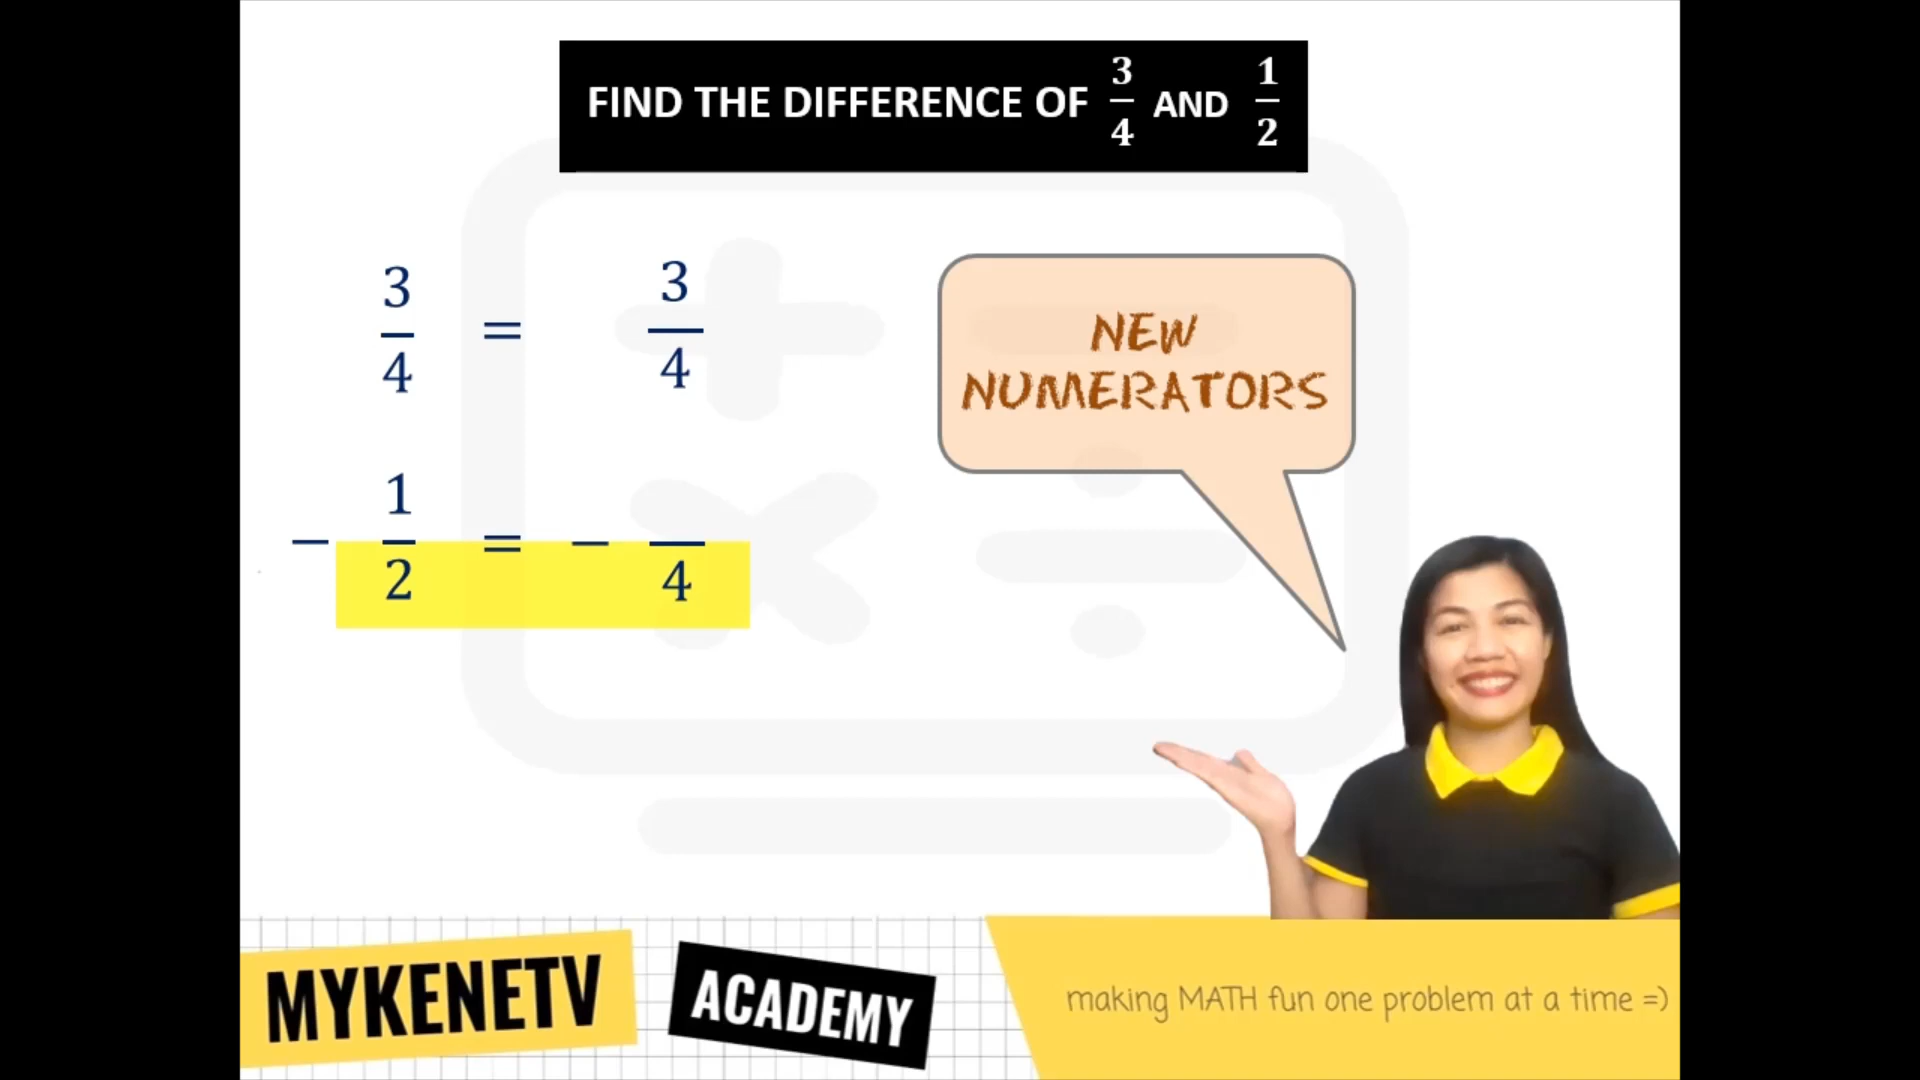 FIND THE DIFFERENCE OF 3/4 AND 1/2
3/4 = 3/4
− 1/2 = − /4
NEW
NUMERATORS
MYKENETV
ACADEMY
making MATH fun one problem at a time =)